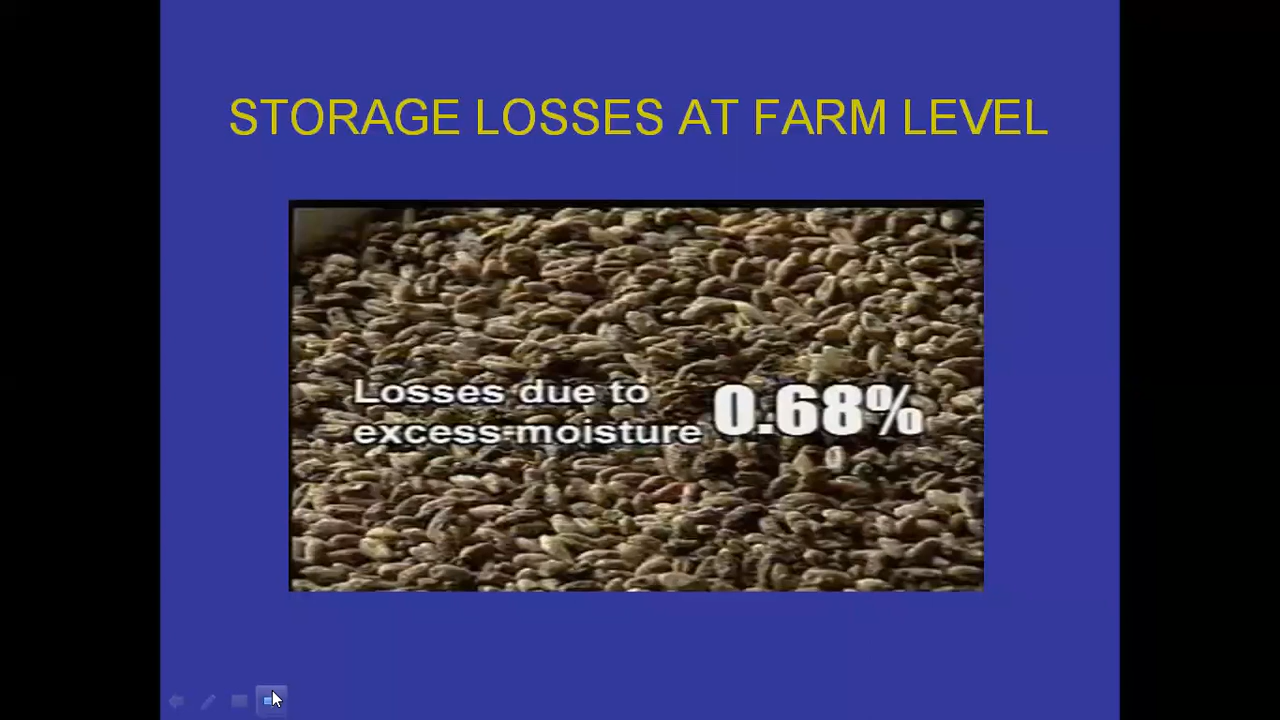 STORAGE LOSSES AT FARM LEVEL
Losses due to
excess moisture
0.68%